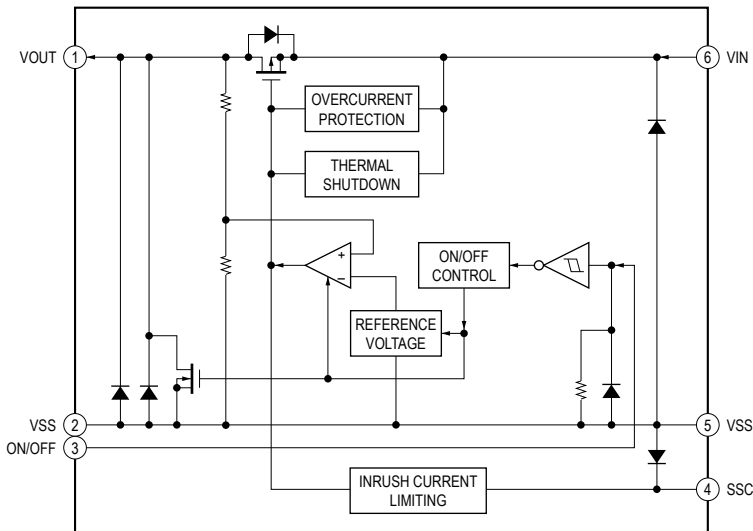 VOUT 1
6 VIN
OVERCURRENT
PROTECTION
THERMAL
SHUTDOWN
+
−
ON/OFF
CONTROL
REFERENCE
VOLTAGE
VSS 2
5 VSS
ON/OFF 3
INRUSH CURRENT
LIMITING
4 SSC